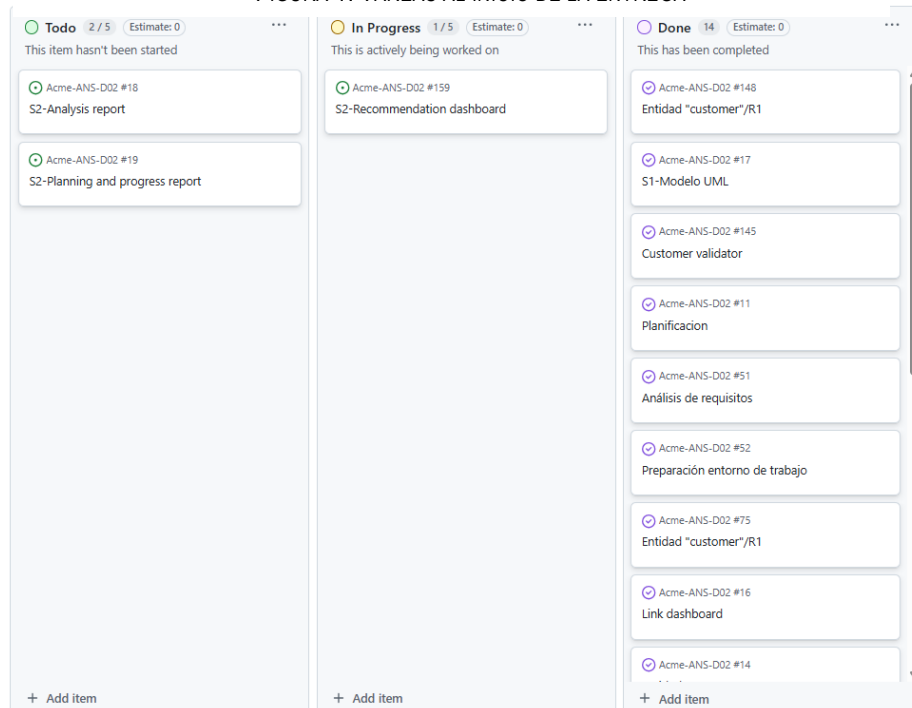 Todo 2 / 5 Estimate: 0 ...
This item hasn't been started
Acme-ANS-D02 #18
S2-Analysis report
Acme-ANS-D02 #19
S2-Planning and progress report
+ Add item
In Progress 1 / 5 Estimate: 0 ...
This is actively being worked on
Acme-ANS-D02 #159
S2-Recommendation dashboard
+ Add item
Done 14 Estimate: 0 ...
This has been completed
Acme-ANS-D02 #148
Entidad "customer"/R1
Acme-ANS-D02 #17
S1-Modelo UML
Acme-ANS-D02 #145
Customer validator
Acme-ANS-D02 #11
Planificacion
Acme-ANS-D02 #51
Análisis de requisitos
Acme-ANS-D02 #52
Preparación entorno de trabajo
Acme-ANS-D02 #75
Entidad "customer"/R1
Acme-ANS-D02 #16
Link dashboard
Acme-ANS-D02 #14
+ Add item